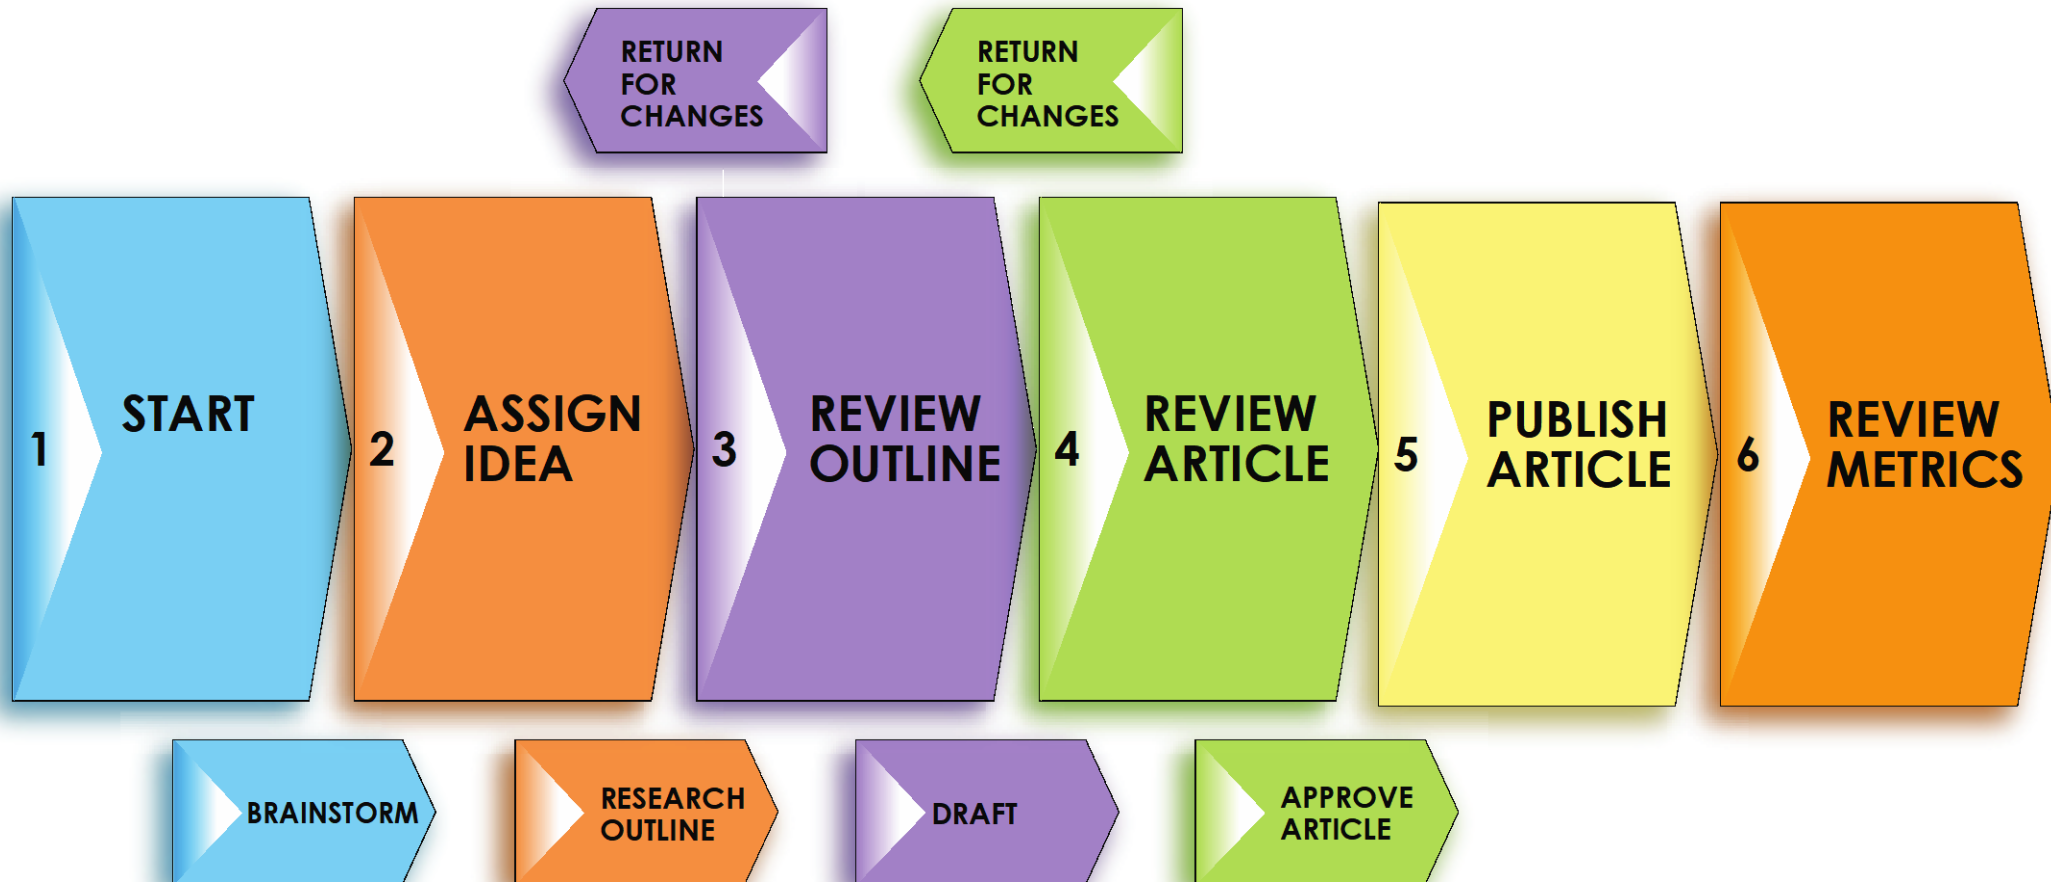 RETURN
FOR
CHANGES
RETURN
FOR
CHANGES
1
START
2
ASSIGN
IDEA
3
REVIEW
OUTLINE
4
REVIEW
ARTICLE
5
PUBLISH
ARTICLE
6
REVIEW
METRICS
BRAINSTORM
RESEARCH
OUTLINE
DRAFT
APPROVE
ARTICLE